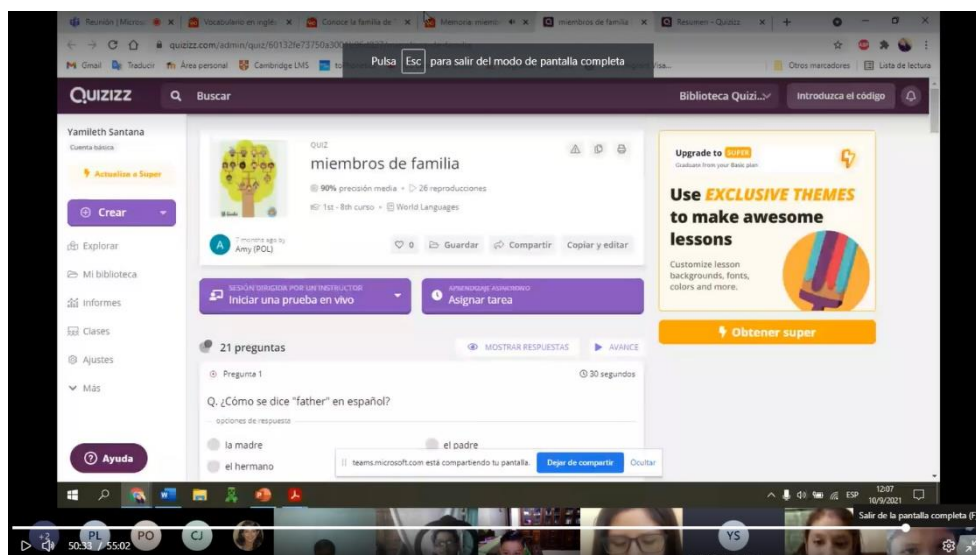 Reunión | Micros
Vocabulario en inglés
Conoce la familia de
Memoria: miemb
miembros de familia
Resumen - Quizizz
quizizz.com/admin/quiz/60132fe73750a300
Gmail
Traducir
Área personal
Cambridge LMS
Otros marcadores
Lista de lectura
Pulsa Esc para salir del modo de pantalla completa
QUIZIZZ
Buscar
Biblioteca Quizi...
Introduzca el código
Yamileth Santana
Cuenta básica
Actualice a Super
Crear
Explorar
Mi biblioteca
Informes
Clases
Ajustes
Más
Ayuda
QUIZ
miembros de familia
90% precisión media • 26 reproducciones
1st - 8th curso • World Languages
7 months ago by
Amy (POL)
0
Guardar
Compartir
Copiar y editar
SESIÓN DIRIGIDA POR UN INSTRUCTOR
Iniciar una prueba en vivo
APRENDIZAJE ASINCRÓNICO
Asignar tarea
21 preguntas
MOSTRAR RESPUESTAS
AVANCE
Pregunta 1
30 segundos
Q. ¿Cómo se dice "father" en español?
opciones de respuesta
la madre
el padre
el hermano
Upgrade to SUPER
Graduate from your Basic plan
Use EXCLUSIVE THEMES
to make awesome
lessons
Customize lesson
backgrounds, fonts,
colors and more.
Obtener super
teams.microsoft.com está compartiendo tu pantalla.
Dejar de compartir
Ocultar
ESP
12:07
10/9/2021
Salir de la pantalla completa (F
+2
PL
PO
CJ
YS
50:33 / 55:02